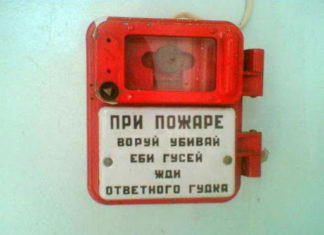 ПРИ ПОЖАРЕ
ВОРУЙ УБИВАЙ
ЕБИ ГУСЕЙ
ЖДИ
ОТВЕТНОГО ГУДКА